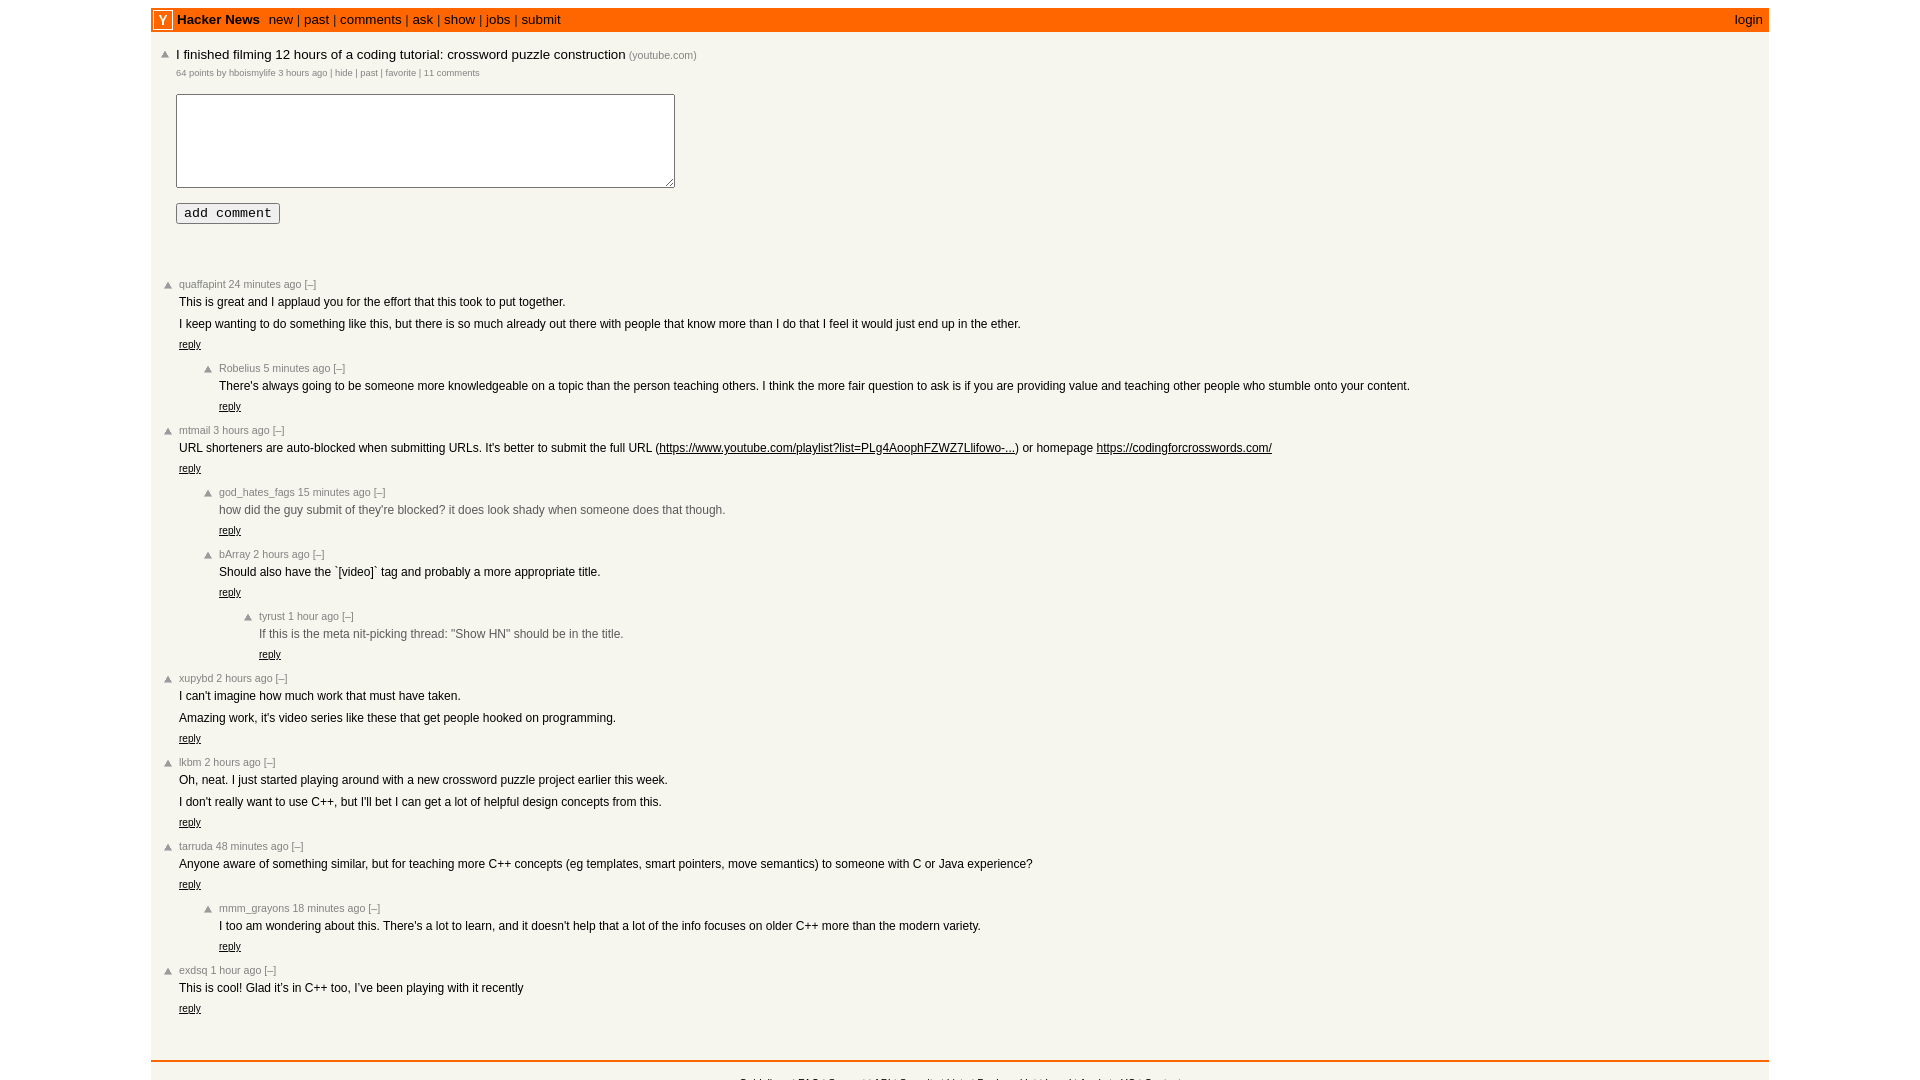 Y Hacker News new | past | comments | ask | show | jobs | submit login
I finished filming 12 hours of a coding tutorial: crossword puzzle construction (youtube.com)
64 points by hboismylife 3 hours ago | hide | past | favorite | 11 comments
add comment
quaffapint 24 minutes ago [–]
This is great and I applaud you for the effort that this took to put together.
I keep wanting to do something like this, but there is so much already out there with people that know more than I do that I feel it would just end up in the ether.
reply
Robelius 5 minutes ago [–]
There's always going to be someone more knowledgeable on a topic than the person teaching others. I think the more fair question to ask is if you are providing value and teaching other people who stumble onto your content.
reply
mtmail 3 hours ago [–]
URL shorteners are auto-blocked when submitting URLs. It's better to submit the full URL (https://www.youtube.com/playlist?list=PLg4AoophFZWZ7Llifowo-...) or homepage https://codingforcrosswords.com/
reply
god_hates_fags 15 minutes ago [–]
how did the guy submit of they're blocked? it does look shady when someone does that though.
reply
bArray 2 hours ago [–]
Should also have the `[video]` tag and probably a more appropriate title.
reply
tyrust 1 hour ago [–]
If this is the meta nit-picking thread: "Show HN" should be in the title.
reply
xupybd 2 hours ago [–]
I can't imagine how much work that must have taken.
Amazing work, it's video series like these that get people hooked on programming.
reply
lkbm 2 hours ago [–]
Oh, neat. I just started playing around with a new crossword puzzle project earlier this week.
I don't really want to use C++, but I'll bet I can get a lot of helpful design concepts from this.
reply
tarruda 48 minutes ago [–]
Anyone aware of something similar, but for teaching more C++ concepts (eg templates, smart pointers, move semantics) to someone with C or Java experience?
reply
mmm_grayons 18 minutes ago [–]
I too am wondering about this. There's a lot to learn, and it doesn't help that a lot of the info focuses on older C++ more than the modern variety.
reply
exdsq 1 hour ago [–]
This is cool! Glad it’s in C++ too, I’ve been playing with it recently
reply